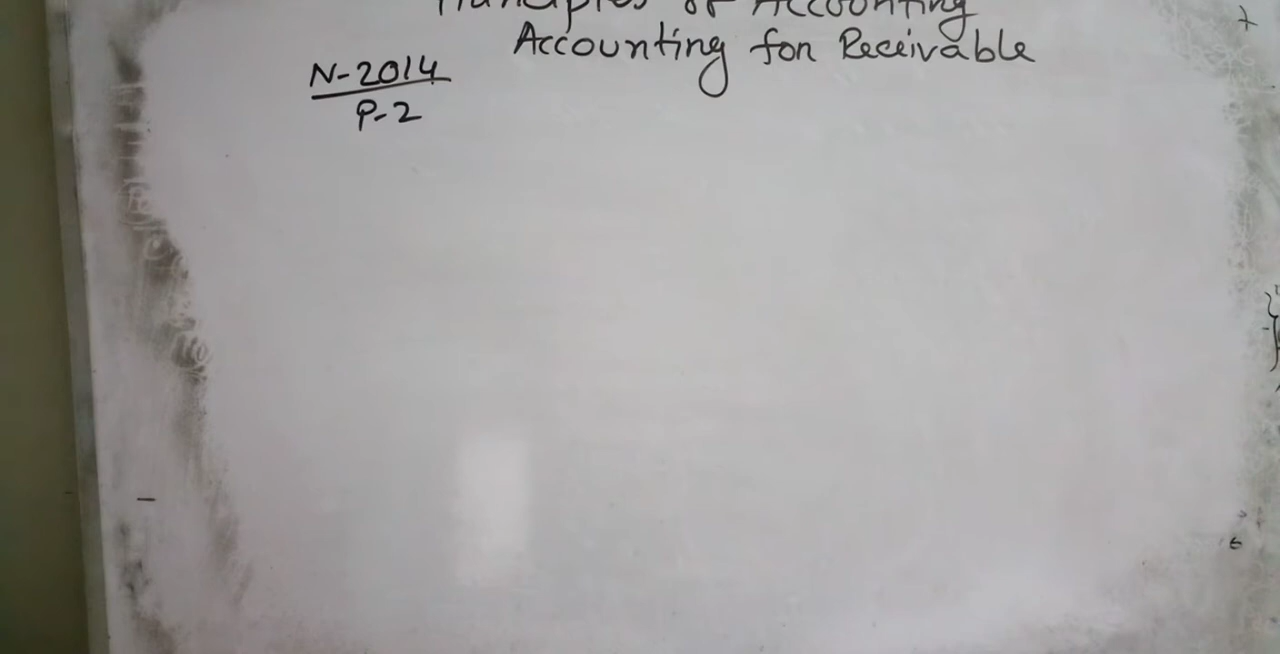 Principles of Accounting
Accounting for Receivable
N-2014
P-2